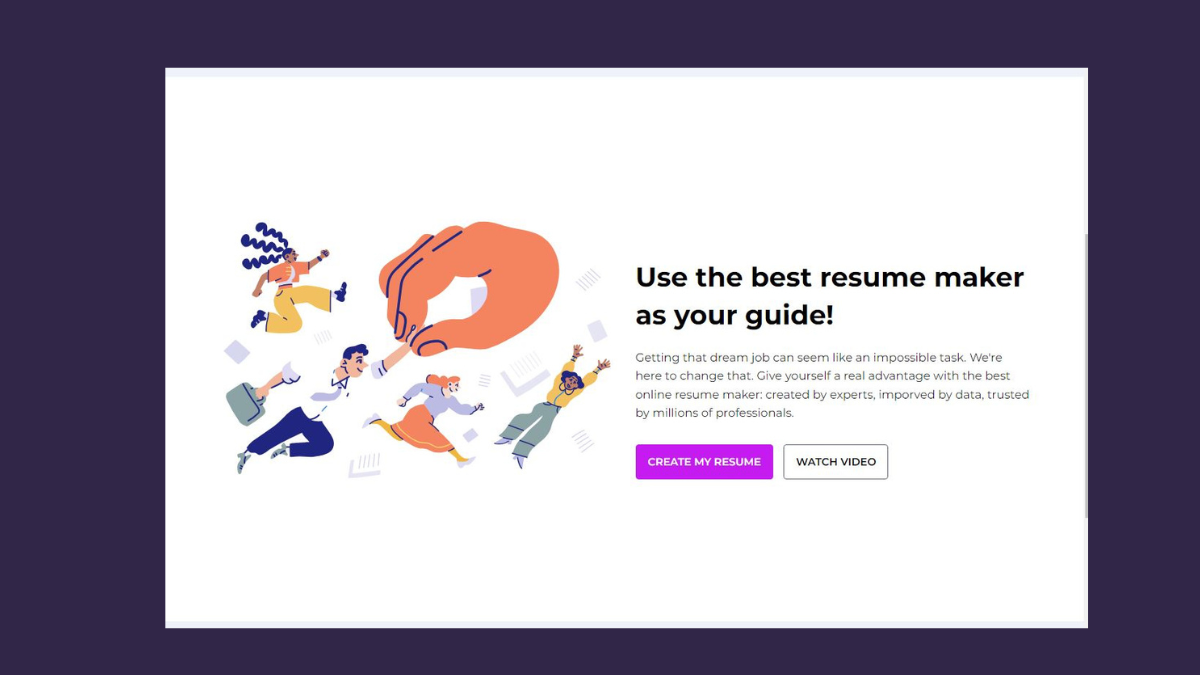 Use the best resume maker
as your guide!
Getting that dream job can seem like an impossible task. We're
here to change that. Give yourself a real advantage with the best
online resume maker: created by experts, imporved by data, trusted
by millions of professionals.
CREATE MY RESUME
WATCH VIDEO